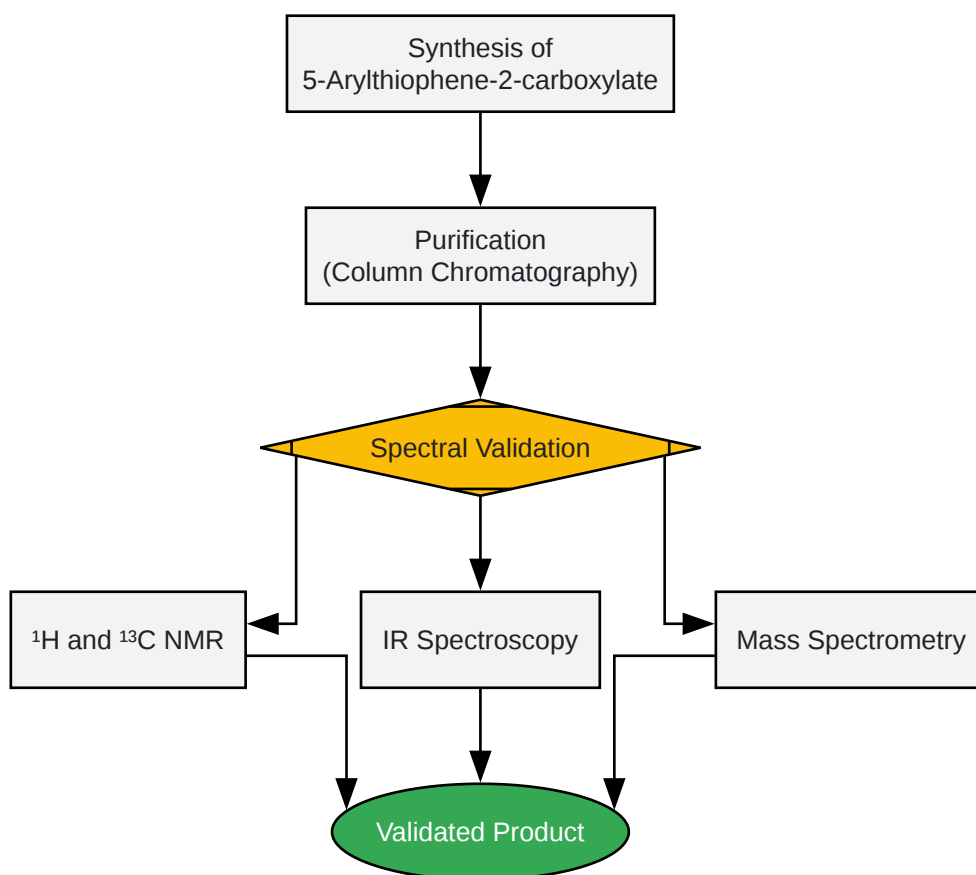 Synthesis of
5-Arylthiophene-2-carboxylate
Purification
(Column Chromatography)
Spectral Validation
¹H and ¹³C NMR
IR Spectroscopy
Mass Spectrometry
Validated Product